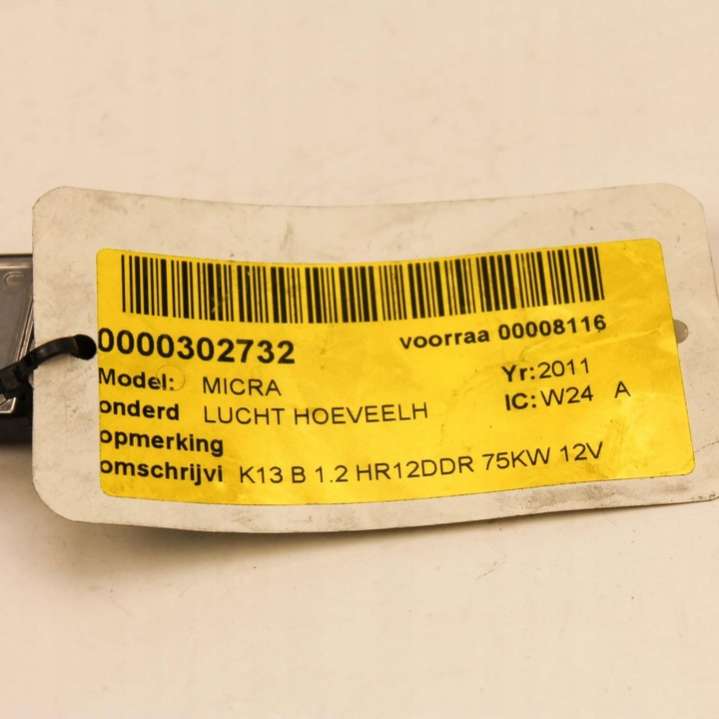 0000302732 voorraa 00008116
Model: MICRA Yr:2011
onderd LUCHT HOEVEELH IC:W24 A
opmerking
omschrijvi K13 B 1.2 HR12DDR 75KW 12V